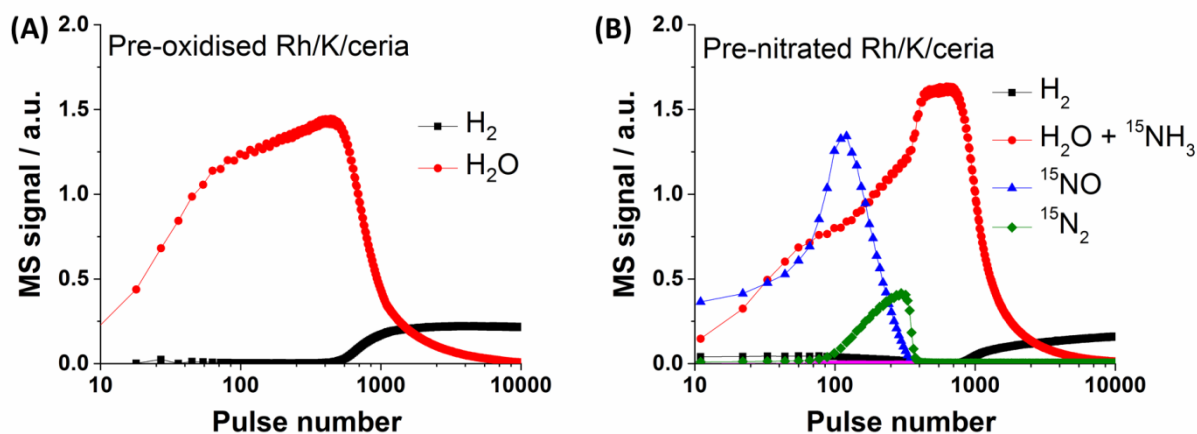 (A)
Pre-oxidised Rh/K/ceria
H₂
H₂O
MS signal / a.u.
2.0
1.5
1.0
0.5
0.0
10
100
1000
10000
Pulse number
(B)
Pre-nitrated Rh/K/ceria
H₂
H₂O + ¹⁵NH₃
¹⁵NO
¹⁵N₂
MS signal / a.u.
2.0
1.5
1.0
0.5
0.0
10
100
1000
10000
Pulse number